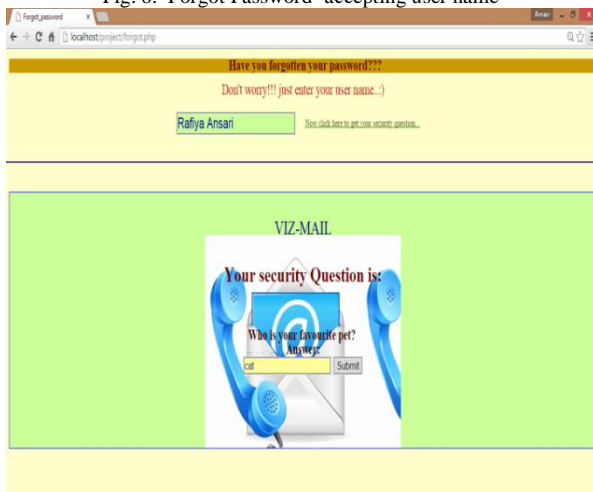 Fig. 6. Forgot Password- accepting user name
Forgot_password
Aman
localhost/project/forgot.php
Have you forgotten your password???
Don't worry!!! just enter your user name..:)
Rafiya Ansari
Now click here to get your security question...
VIZ-MAIL
Your security Question is:
Who is your favourite pet?
Answer:
cat
Submit